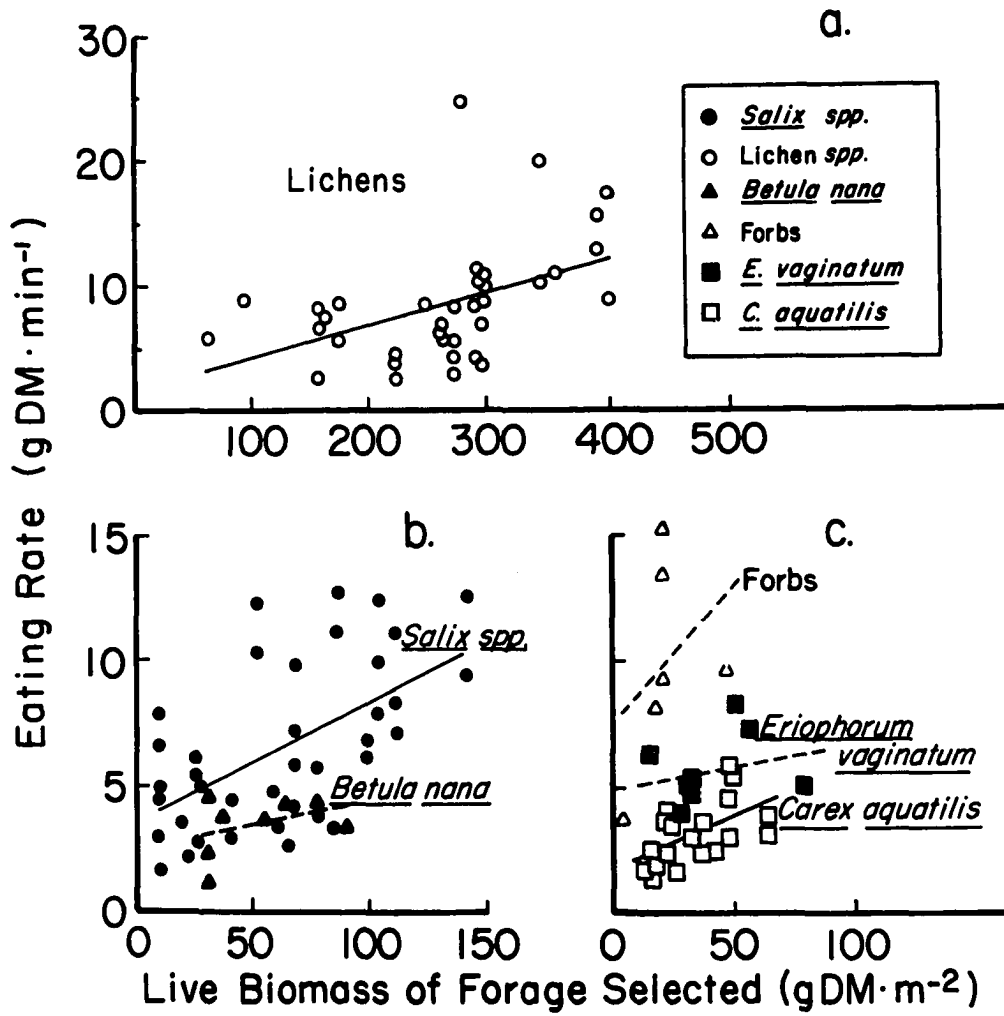 a.
30
20
10
0
Lichens
Salix spp.
Lichen spp.
Betula nana
Forbs
E. vaginatum
C. aquatilis
100 200 300 400 500
Eating Rate (gDM·min⁻¹)
b.
15
10
5
0
Salix spp.
Betula nana
0 50 100 150
c.
Forbs
Eriophorum
vaginatum
Carex aquatilis
0 50 100
Live Biomass of Forage Selected (gDM·m⁻²)